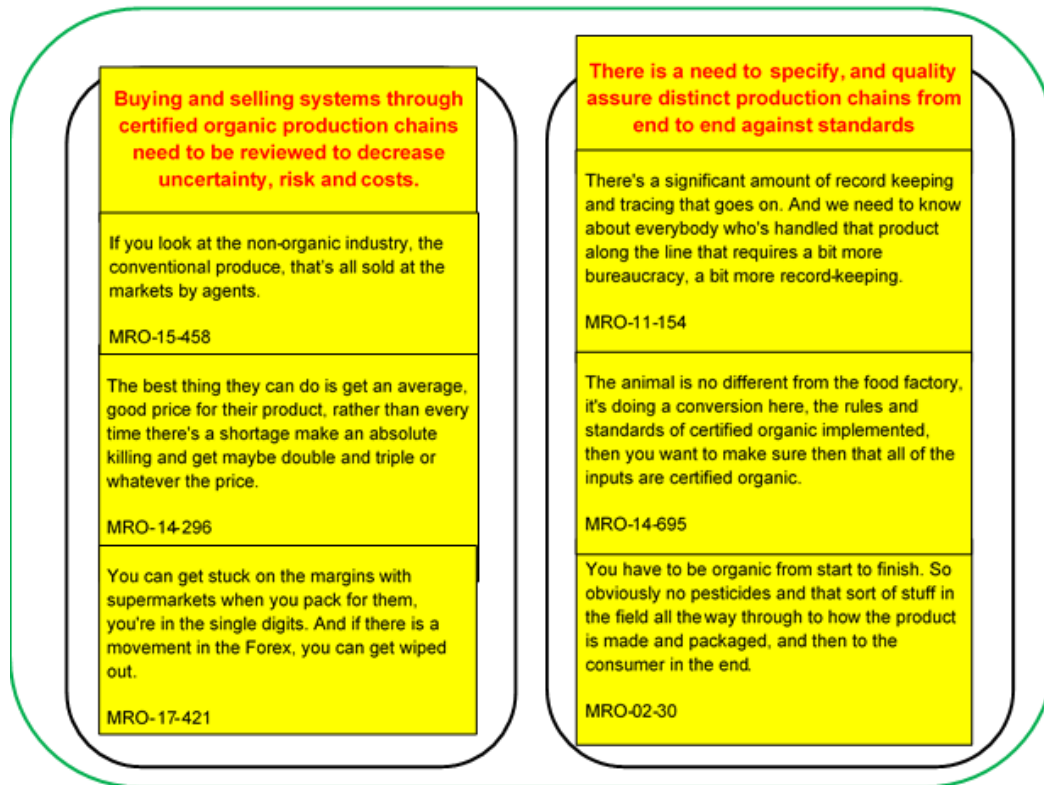 Buying and selling systems through
certified organic production chains
need to be reviewed to decrease
uncertainty, risk and costs.
If you look at the non-organic industry, the
conventional produce, that's all sold at the
markets by agents.
MRO-15-458
The best thing they can do is get an average,
good price for their product, rather than every
time there's a shortage make an absolute
killing and get maybe double and triple or
whatever the price.
MRO-14-296
You can get stuck on the margins with
supermarkets when you pack for them,
you're in the single digits. And if there is a
movement in the Forex, you can get wiped
out.
MRO-17-421
There is a need to specify, and quality
assure distinct production chains from
end to end against standards
There's a significant amount of record keeping
and tracing that goes on. And we need to know
about everybody who's handled that product
along the line that requires a bit more
bureaucracy, a bit more record-keeping.
MRO-11-154
The animal is no different from the food factory,
it's doing a conversion here, the rules and
standards of certified organic implemented,
then you want to make sure then that all of the
inputs are certified organic.
MRO-14-695
You have to be organic from start to finish. So
obviously no pesticides and that sort of stuff in
the field all the way through to how the product
is made and packaged, and then to the
consumer in the end.
MRO-02-30